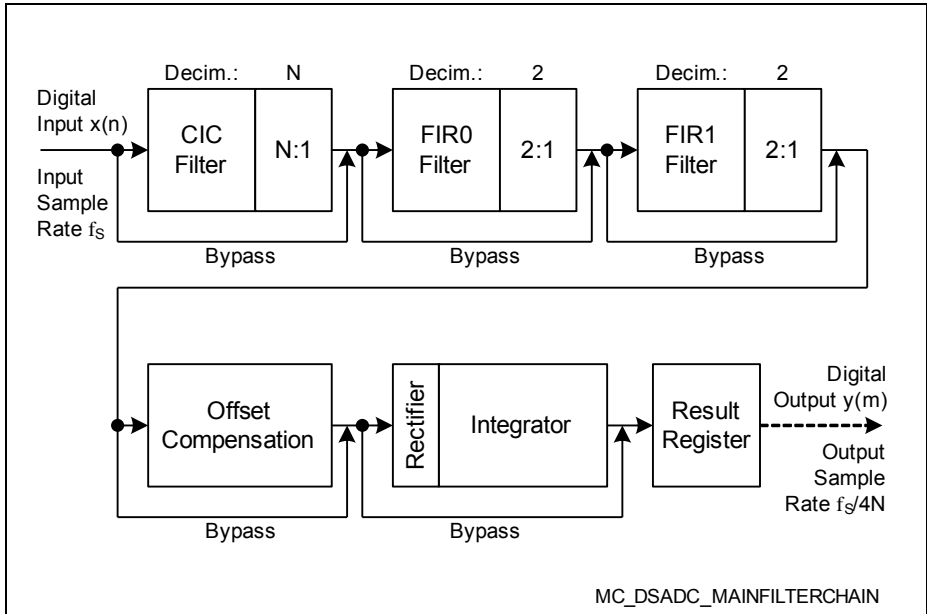 Decim.: N
Decim.: 2
Decim.: 2
Digital
Input x(n)
CIC
Filter
N:1
FIR0
Filter
2:1
FIR1
Filter
2:1
Input
Sample
Rate fS
Bypass
Bypass
Bypass
Offset
Compensation
Rectifier
Integrator
Result
Register
Digital
Output y(m)
Output
Sample
Rate fS/4N
Bypass
Bypass
MC_DSADC_MAINFILTERCHAIN